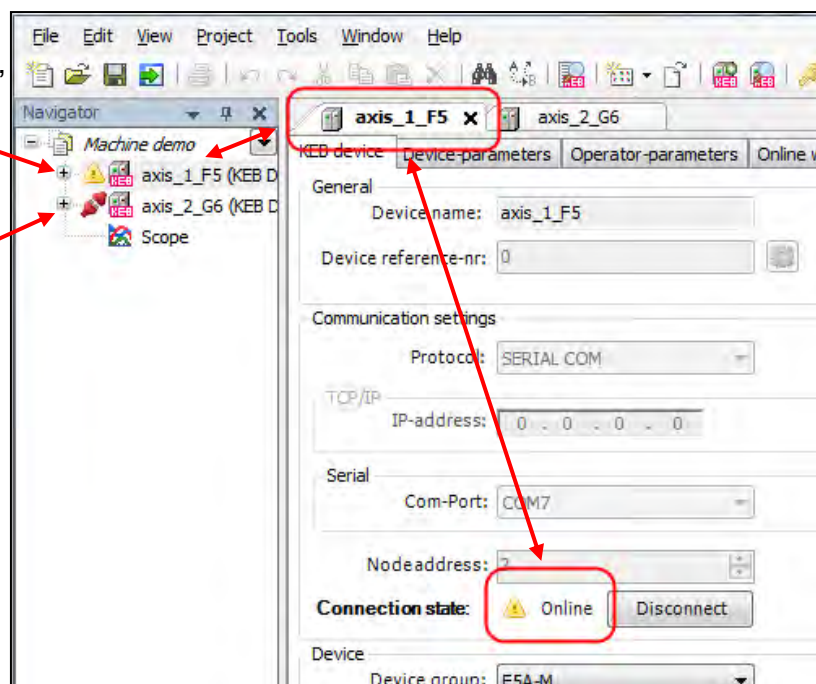 File Edit View Project Tools Window Help
Navigator
axis_1_F5 axis_2_G6
Machine demo
KEB device Device-parameters Operator-parameters Online
axis_1_F5 (KEB D
axis_2_G6 (KEB D
Scope
General
Device name: axis_1_F5
Device reference-nr: 0
Communication settings
Protocol: SERIAL COM
TCP/IP
IP-address: 0 . 0 . 0 . 0
Serial
Com-Port: COM7
Nodeaddress: 2
Connection state: Online Disconnect
Device
Device group: F5A-M